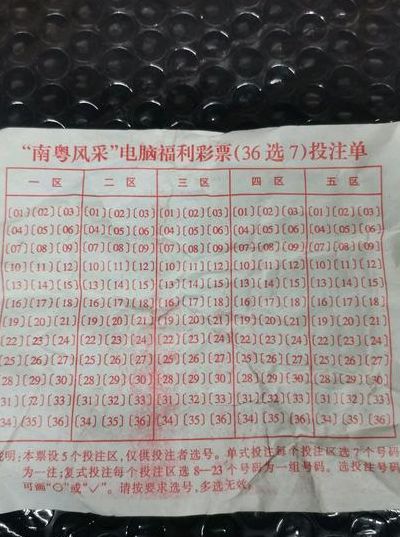 “南粤风采”电脑福利彩票(36 选 7)投注单
一 区 二 区 三 区 四 区 五 区
[01][02][03] [01][02][03] [01][02][03] [01][02][03] [01][02][03]
[04][05][06] [04][05][06] [04][05][06] [04][05][06] [04][05][06]
[07][08][09] [07][08][09] [07][08][09] [07][08][09] [07][08][09]
[10][11][12] [10][11][12] [10][11][12] [10][11][12] [10][11][12]
[13][14][15] [13][14][15] [13][14][15] [13][14][15] [13][14][15]
[16][17][18] [16][17][18] [16][17][18] [16][17][18] [16][17][18]
[19][20][21] [19][20][21] [19][20][21] [19][20][21] [19][20][21]
[22][23][24] [22][23][24] [22][23][24] [22][23][24] [22][23][24]
[25][26][27] [25][26][27] [25][26][27] [25][26][27] [25][26][27]
[28][29][30] [28][29][30] [28][29][30] [28][29][30] [28][29][30]
[31][32][33] [31][32][33] [31][32][33] [31][32][33] [31][32][33]
[34][35][36] [34][35][36] [34][35][36] [34][35][36] [34][35][36]
说明:本票设5个投注区,仅供投注者选号。单式投注每个投注区选7个号码
为一注;复式投注每个投注区选8—23个号码为一组号码。选投注号码
可画“○”或“✓”。请按要求选号,多选无效。